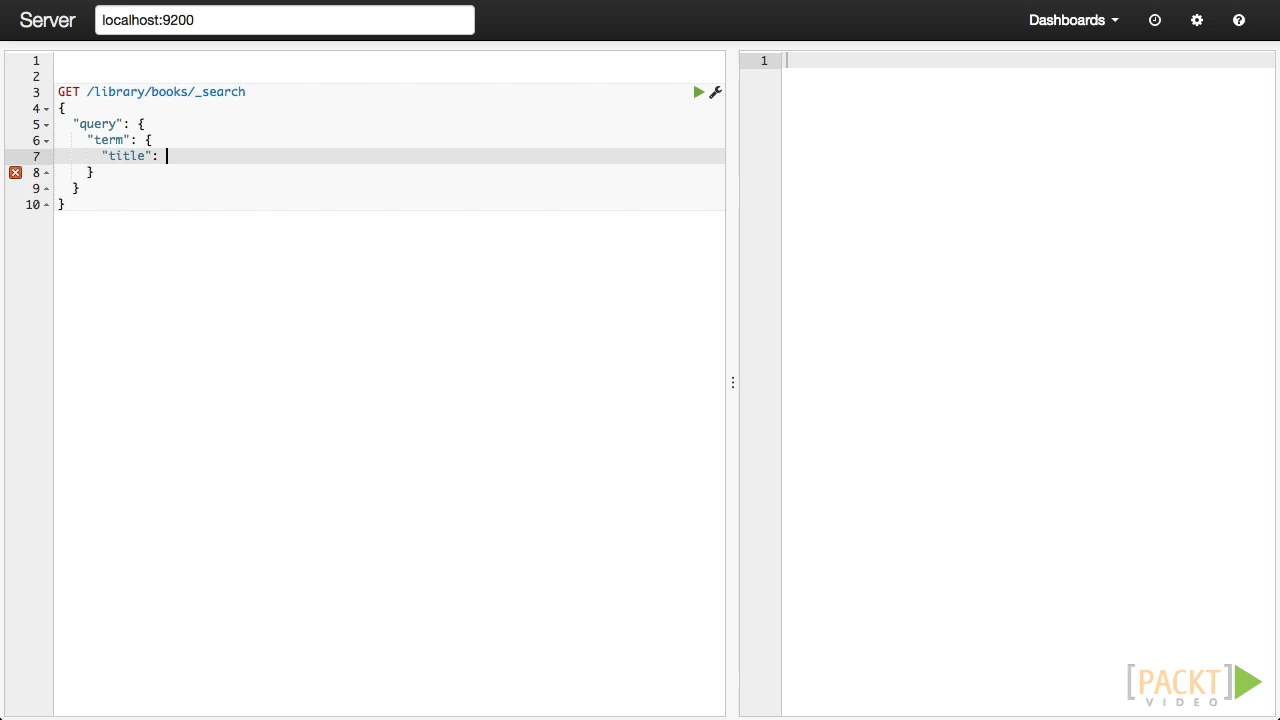 Server localhost:9200 Dashboards
1
2
3 GET /library/books/_search
4 {
5 "query": {
6 "term": {
7 "title":
8 }
9 }
10 }
1
[PACKT]
VIDEO